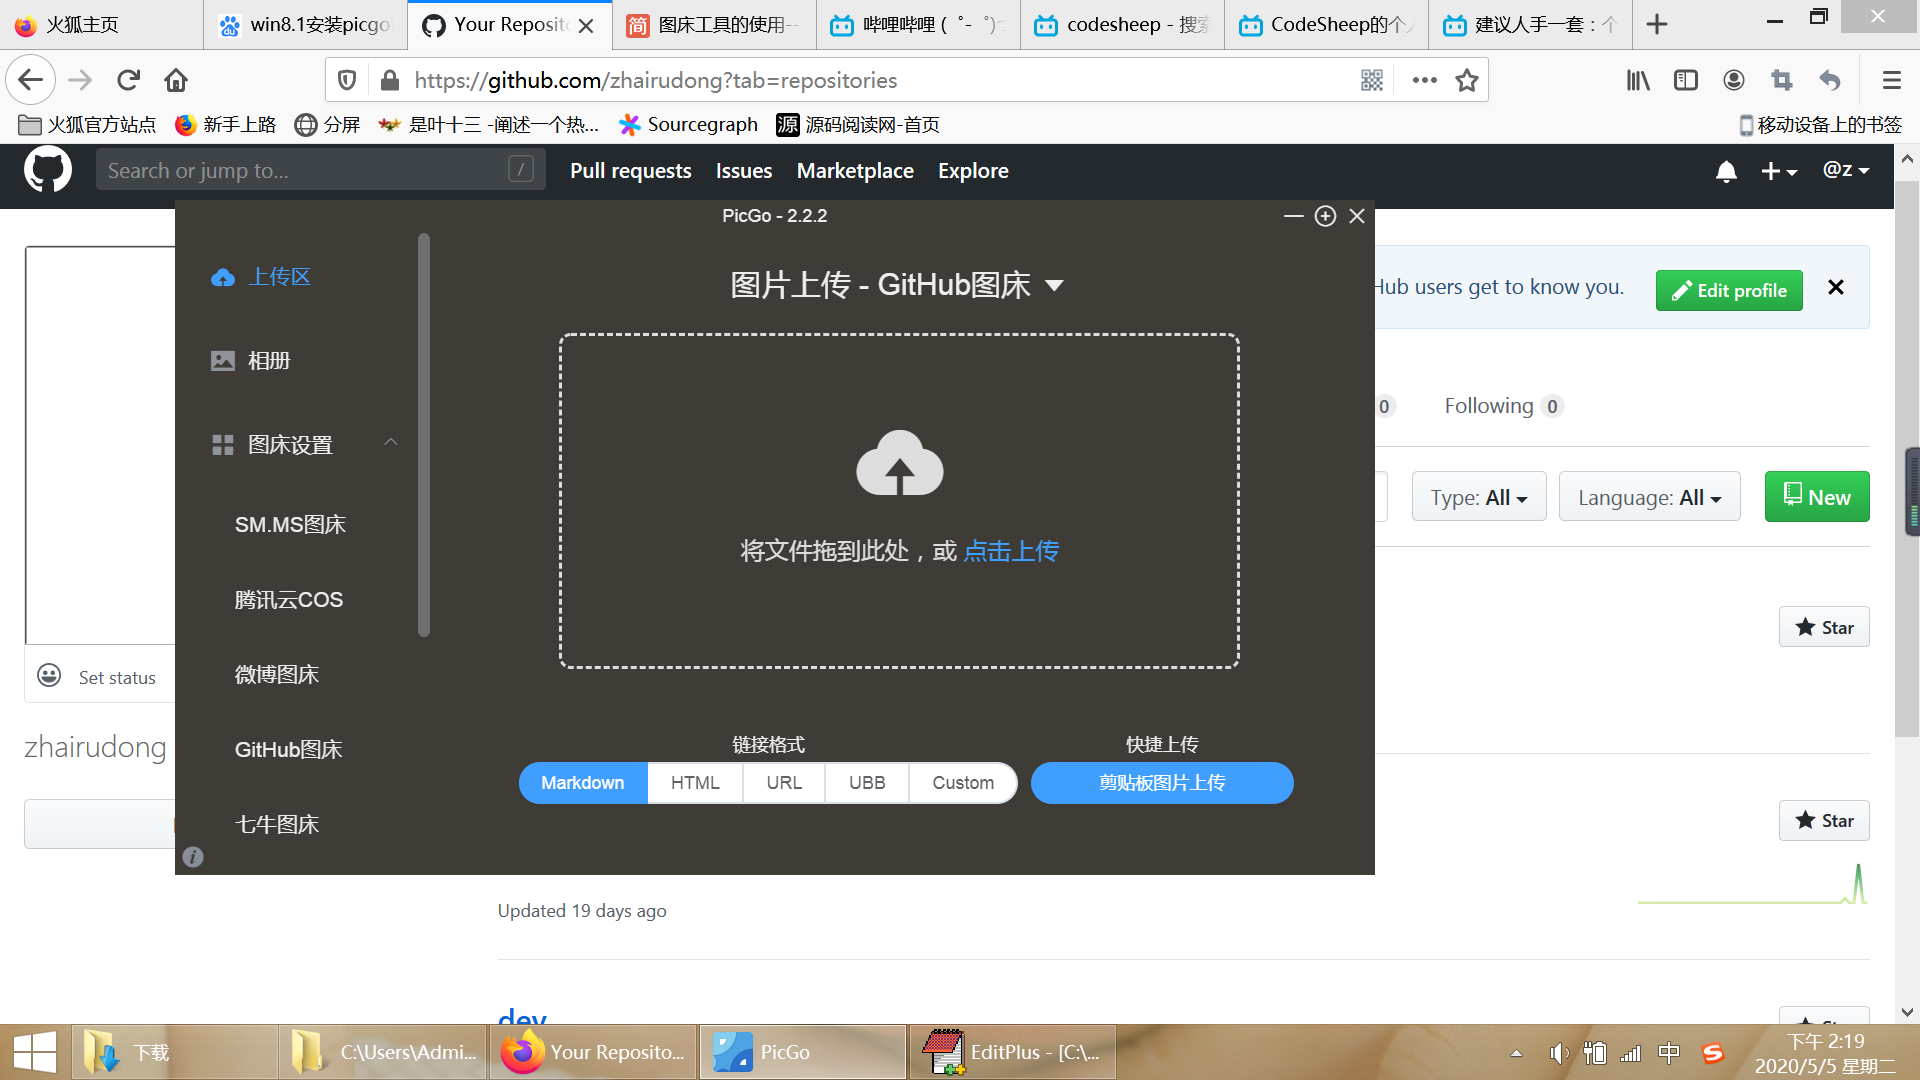 火狐主页
win8.1安装picgo
Your Reposito
图床工具的使用--
哔哩哔哩 ( ゜- ゜)つ
codesheep - 搜索
CodeSheep的个人
建议人手一套：个
https://github.com/zhairudong?tab=repositories
火狐官方站点
新手上路
分屏
是叶十三 -阐述一个热...
Sourcegraph
源码阅读网-首页
移动设备上的书签
Search or jump to...
/
Pull requests
Issues
Marketplace
Explore
@z
PicGo - 2.2.2
上传区
相册
图床设置
SM.MS图床
腾讯云COS
微博图床
GitHub图床
七牛图床
图片上传 - GitHub图床
将文件拖到此处，或 点击上传
链接格式
快捷上传
Markdown
HTML
URL
UBB
Custom
剪贴板图片上传
Hub users get to know you.
Edit profile
0
Following 0
Type: All
Language: All
New
Star
Set status
zhairudong
Star
Updated 19 days ago
dev
下载
C:\Users\Admi...
Your Reposito...
PicGo
EditPlus - [C:\...
中
下午 2:19
2020/5/5 星期二